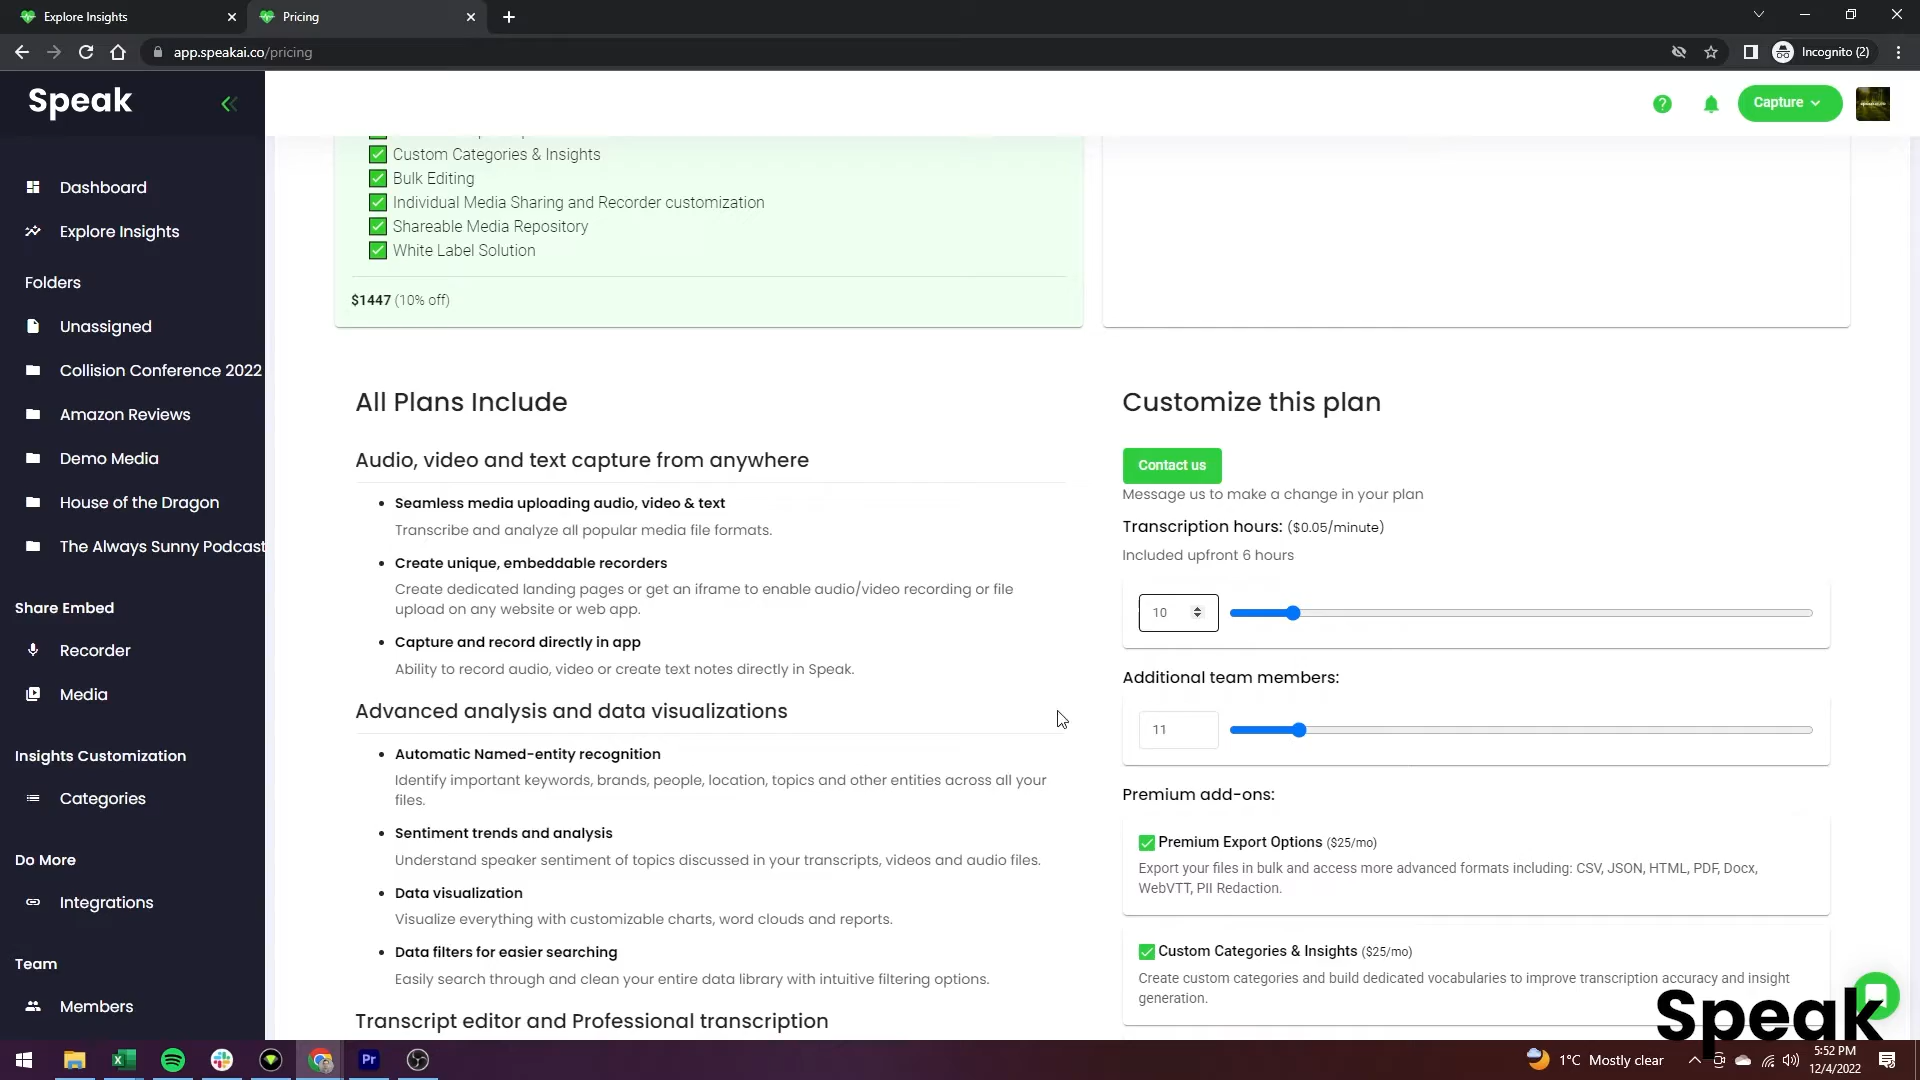 Explore Insights
Pricing
app.speakai.co/pricing
Incognito (2)
Speak
Capture
Dashboard
Explore Insights
Folders
Unassigned
Collision Conference 2022
Amazon Reviews
Demo Media
House of the Dragon
The Always Sunny Podcast
Share Embed
Recorder
Media
Insights Customization
Categories
Do More
Integrations
Team
Members
Custom Categories & Insights
Bulk Editing
Individual Media Sharing and Recorder customization
Shareable Media Repository
White Label Solution
$1447 (10% off)
All Plans Include
Audio, video and text capture from anywhere
• Seamless media uploading audio, video & text
Transcribe and analyze all popular media file formats.
• Create unique, embeddable recorders
Create dedicated landing pages or get an iframe to enable audio/video recording or file
upload on any website or web app.
• Capture and record directly in app
Ability to record audio, video or create text notes directly in Speak.
Advanced analysis and data visualizations
• Automatic Named-entity recognition
Identify important keywords, brands, people, location, topics and other entities across all your
files.
• Sentiment trends and analysis
Understand speaker sentiment of topics discussed in your transcripts, videos and audio files.
• Data visualization
Visualize everything with customizable charts, word clouds and reports.
• Data filters for easier searching
Easily search through and clean your entire data library with intuitive filtering options.
Transcript editor and Professional transcription
Customize this plan
Contact us
Message us to make a change in your plan
Transcription hours: ($0.05/minute)
Included upfront 6 hours
10
Additional team members:
11
Premium add-ons:
Premium Export Options ($25/mo)
Export your files in bulk and access more advanced formats including: CSV, JSON, HTML, PDF, Docx,
WebVTT, PII Redaction.
Custom Categories & Insights ($25/mo)
Create custom categories and build dedicated vocabularies to improve transcription accuracy and insight
generation.
Speak
Pr
1°C Mostly clear
5:52 PM
12/4/2022